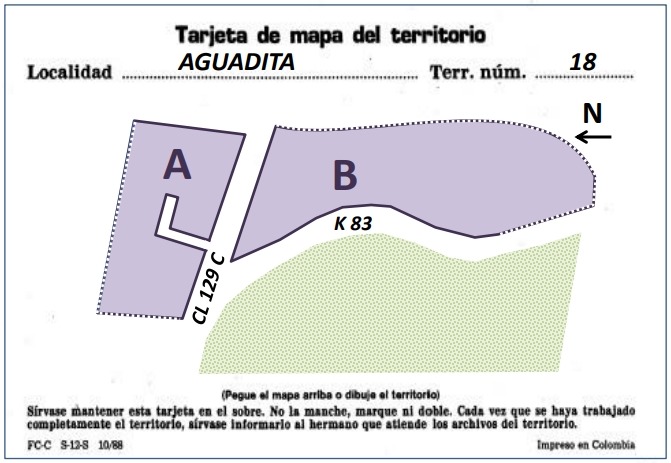 Tarjeta de mapa del territorio
Localidad AGUADITA Terr. núm. 18
N
A
B
K 83
CL 129 C
(Pegue el mapa arriba o dibuje el territorio)
Sírvase mantener esta tarjeta en el sobre. No la manche, marque ni doble. Cada vez que se haya trabajado
completamente el territorio, sírvase informarlo al hermano que atiende los archivos del territorio.
FC-C S-12-S 10/88 Impreso en Colombia